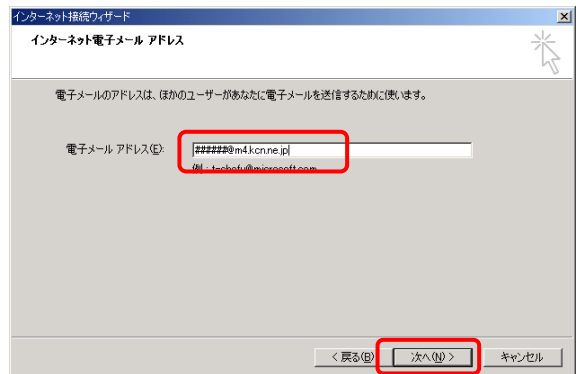 インターネット接続ウィザード
インターネット電子メール アドレス
電子メールのアドレスは、ほかのユーザーがあなたに電子メールを送信するために使います。
電子メール アドレス(E): ######@m4.kcn.ne.jp
例 : t-chofu@microsoft.com
< 戻る(B) 次へ(N) > キャンセル